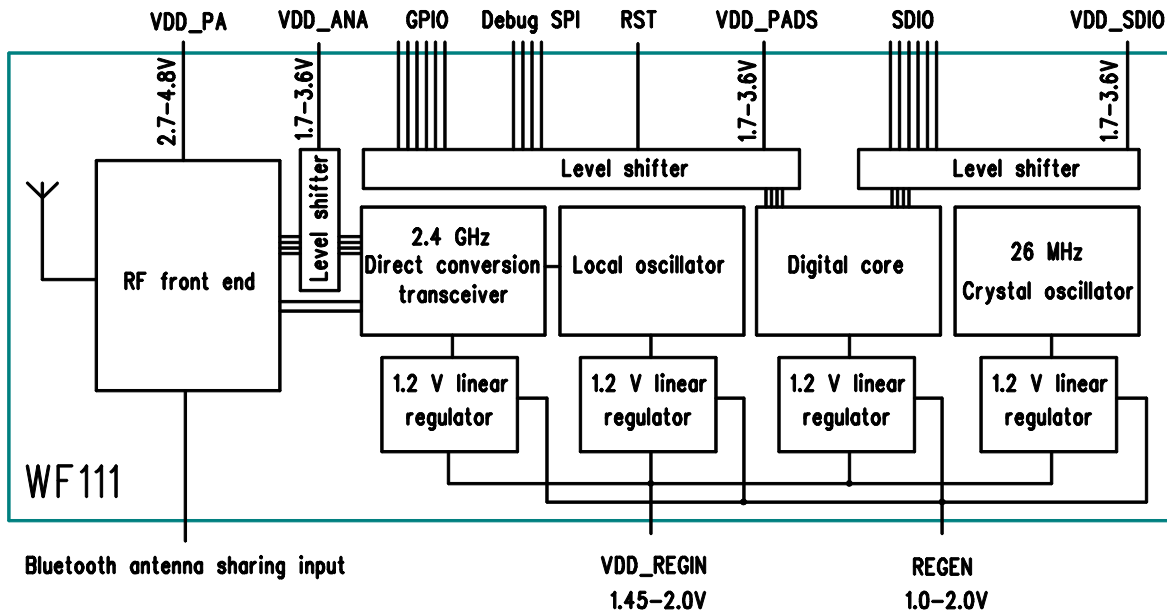 VDD_PA VDD_ANA GPIO Debug SPI RST VDD_PADS SDIO VDD_SDIO
2.7-4.8V
1.7-3.6V
1.7-3.6V
1.7-3.6V
Level shifter
Level shifter
Level shifter
RF front end
2.4 GHz
Direct conversion
transceiver
Local oscillator
Digital core
26 MHz
Crystal oscillator
1.2 V linear
regulator
1.2 V linear
regulator
1.2 V linear
regulator
1.2 V linear
regulator
WF111
Bluetooth antenna sharing input
VDD_REGIN
1.45-2.0V
REGEN
1.0-2.0V